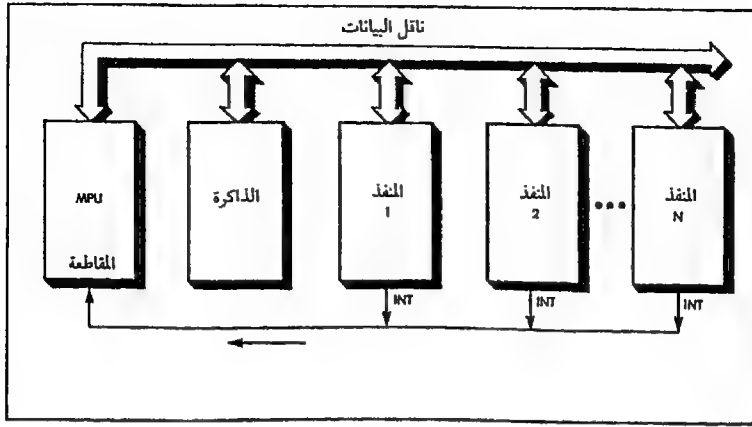 ناقل البيانات
MPU
المقاطعة
الذاكرة
المنفذ
1
المنفذ
2
المنفذ
N
INT
INT
INT